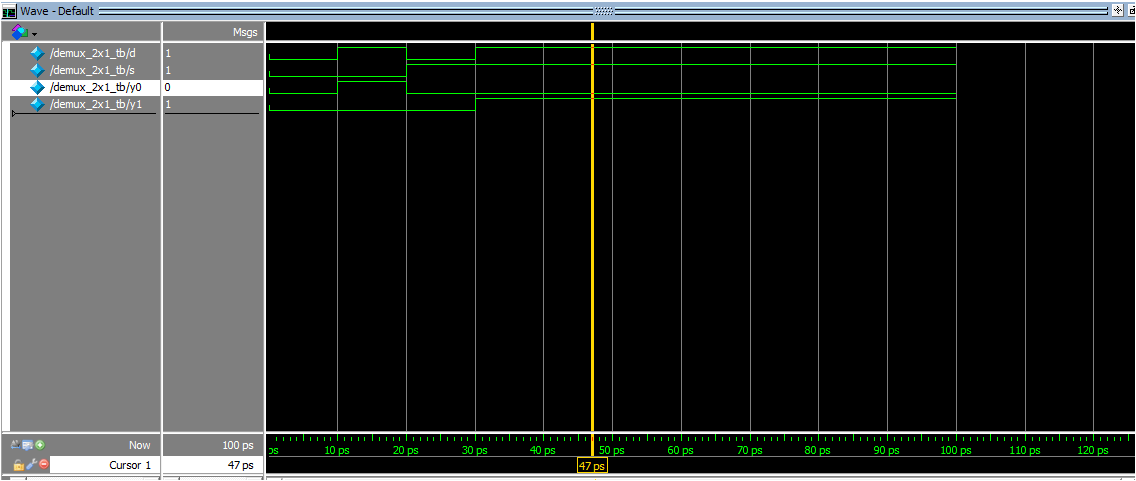 Wave - Default
Msgs
/demux_2x1_tb/d 1
/demux_2x1_tb/s 1
/demux_2x1_tb/y0 0
/demux_2x1_tb/y1 1
Now 100 ps
Cursor 1 47 ps
ps 10 ps 20 ps 30 ps 40 ps 50 ps 60 ps 70 ps 80 ps 90 ps 100 ps 110 ps 120 ps
47 ps